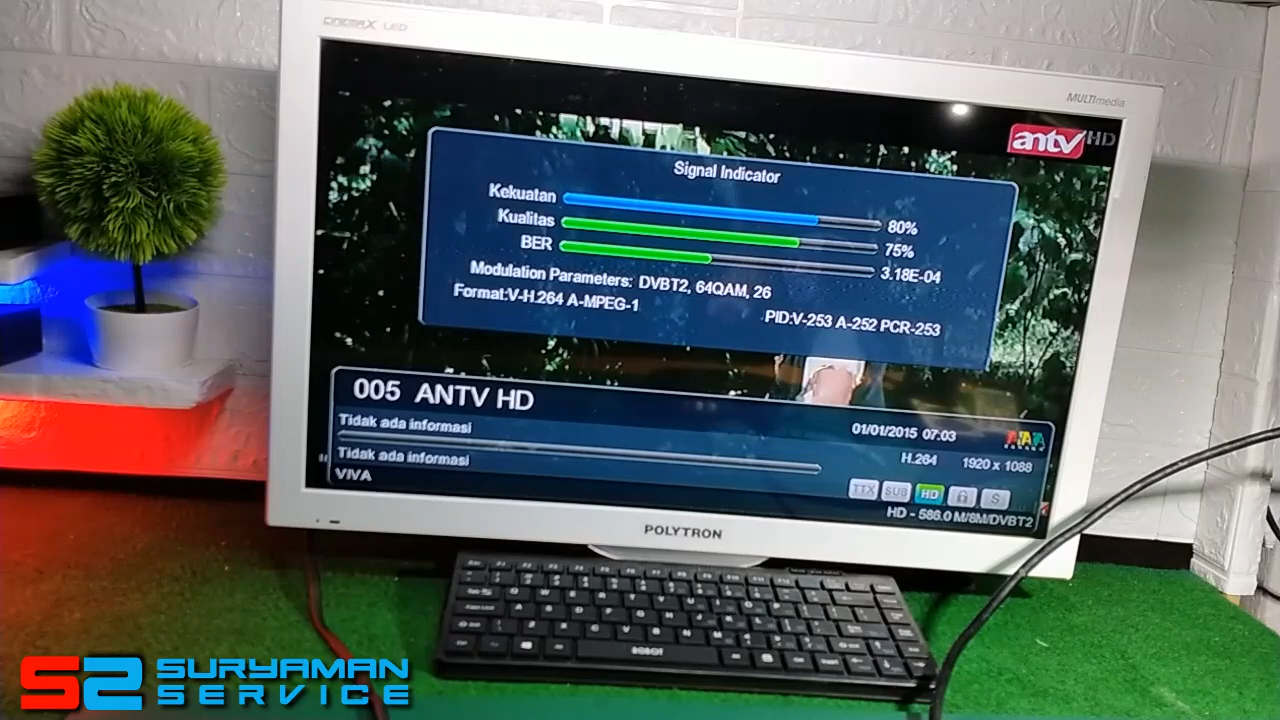 CINEMAX LED
MULTImedia
antv HD
Signal Indicator
Kekuatan 80%
Kualitas 75%
BER 3.18E-04
Modulation Parameters: DVBT2, 64QAM, 26
Format:V-H.264 A-MPEG-1
PID:V-253 A-252 PCR-253
005 ANTV HD
Tidak ada informasi
01/01/2015 07:03
Tidak ada informasi
H.264 1920 x 1088
VIVA
TTX SUB HD S
HD - 586.0 M/8M/DVBT2
POLYTRON
ROBOT
S2 SURYAMAN
SERVICE